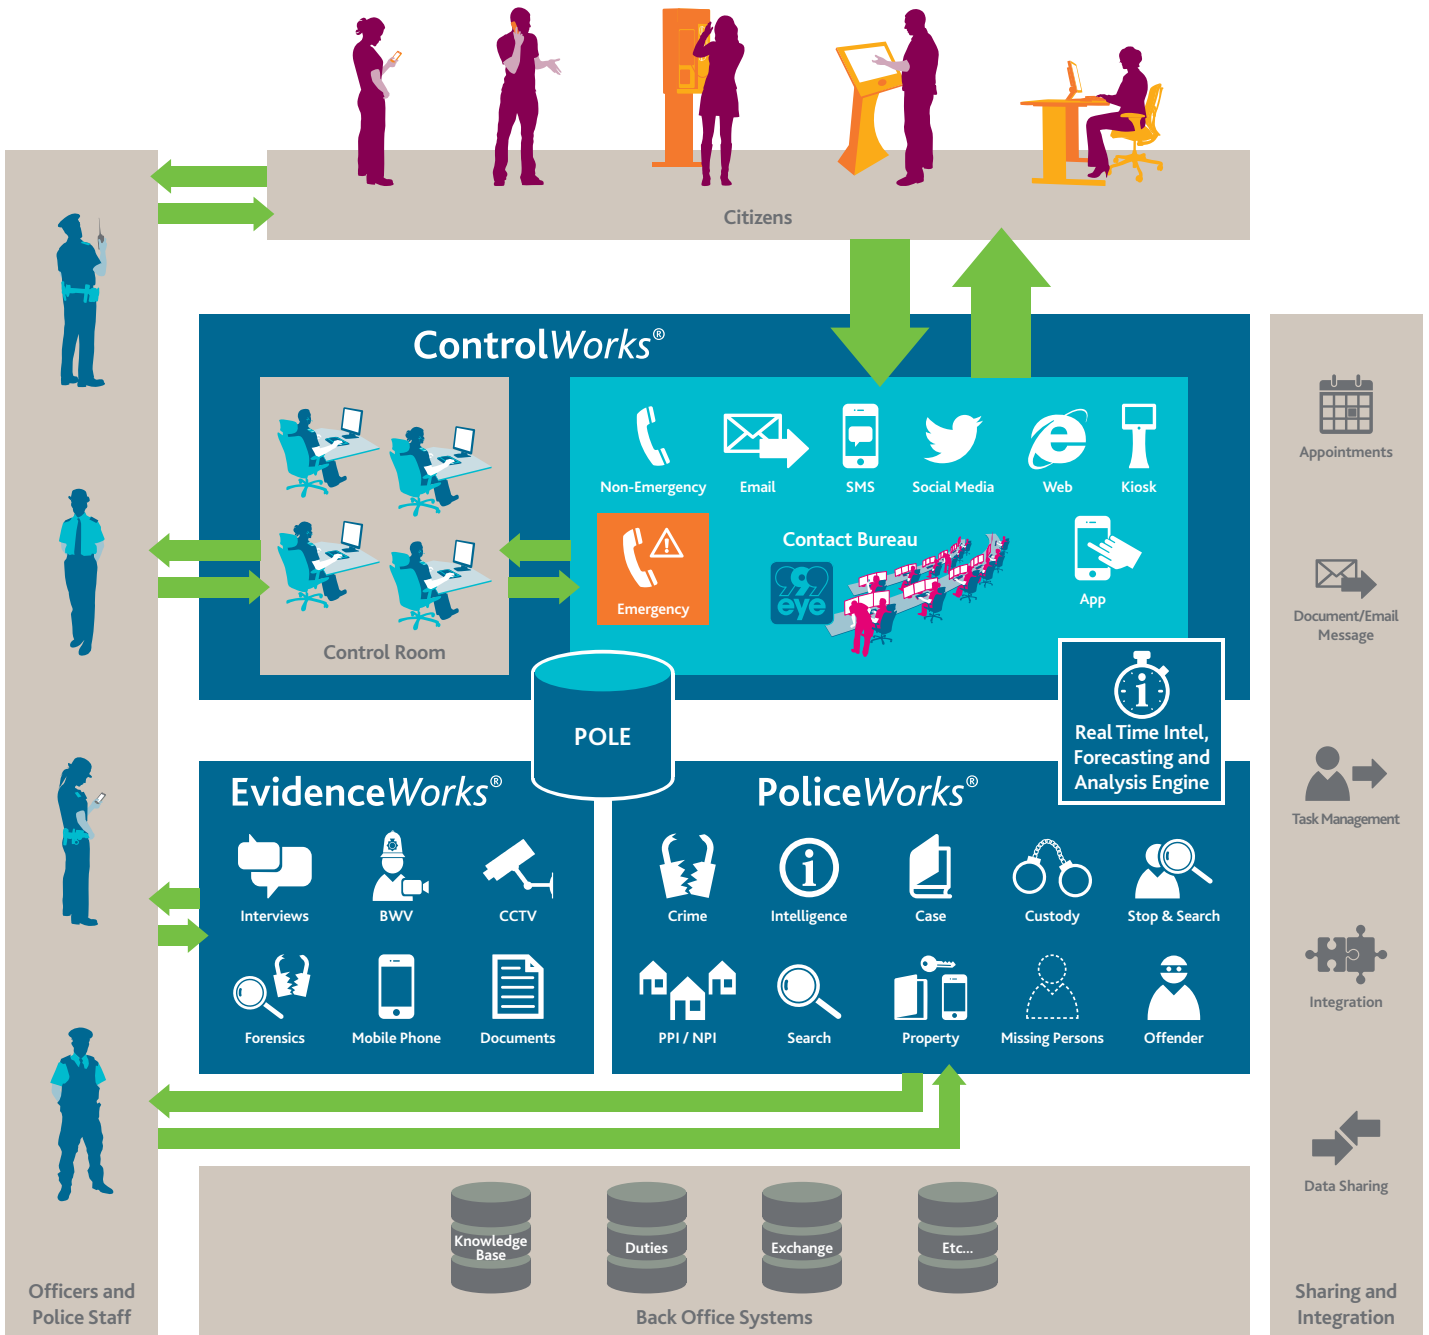 Citizens
ControlWorks®
Non-Emergency
Email
SMS
Social Media
Web
Kiosk
Emergency
Contact Bureau
999
eye
App
Control Room
POLE
Real Time Intel,
Forecasting and
Analysis Engine
EvidenceWorks®
Interviews
BWV
CCTV
Forensics
Mobile Phone
Documents
PoliceWorks®
Crime
Intelligence
Case
Custody
Stop & Search
PPI / NPI
Search
Property
Missing Persons
Offender
Knowledge
Base
Duties
Exchange
Etc...
Back Office Systems
Officers and
Police Staff
Appointments
Document/Email
Message
Task Management
Integration
Data Sharing
Sharing and
Integration